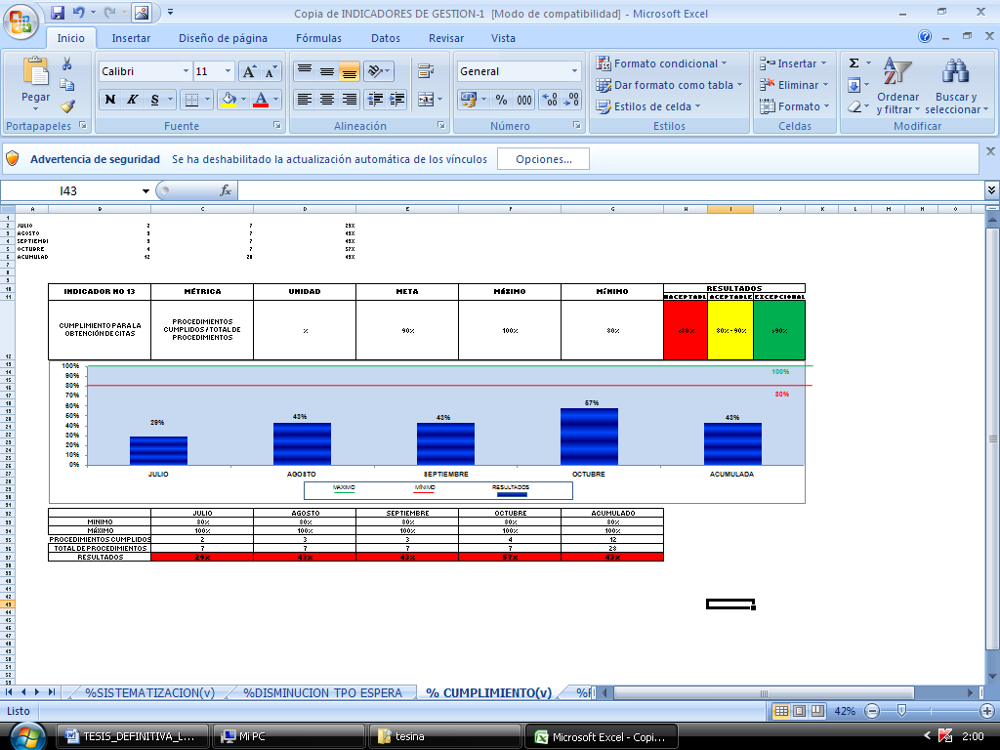 Copia de INDICADORES DE GESTION-1 [Modo de compatibilidad] - Microsoft Excel
Inicio Insertar Diseño de página Fórmulas Datos Revisar Vista
Pegar
Calibri 11
N K S
General
% 000
Formato condicional
Dar formato como tabla
Estilos de celda
Insertar
Eliminar
Formato
Σ
Ordenar y filtrar
Buscar y seleccionar
Portapapeles Fuente Alineación Número Estilos Celdas Modificar
Advertencia de seguridad Se ha deshabilitado la actualización automática de los vínculos Opciones...
I43 fx
A B C D E F G H I J K L M N O
JULIO 2 7 29%
AGOSTO 3 7 43%
SEPTIEMBI 3 7 43%
OCTUBRE 4 7 57%
ACUMULAD 12 28 43%
INDICADOR NO 13 MÉTRICA UNIDAD META MÁXIMO MÍNIMO RESULTADOS
ACEPTABLE EXCEPCIONAL
CUMPLIMIENTO PARA LA OBTENCIÓN DE CITAS
PROCEDIMIENTOS CUMPLIDOS / TOTAL DE PROCEDIMIENTOS
% 90% 100% 80% <80% 80% - 90% >90%
100%
90%
80%
70%
60%
50%
40%
30%
20%
10%
0%
100%
80%
29% 43% 43% 57% 43%
JULIO AGOSTO SEPTIEMBRE OCTUBRE ACUMULADA
MAXIMO MÍNIMO RESULTADOS
JULIO AGOSTO SEPTIEMBRE OCTUBRE ACUMULADO
MINIMO 80% 80% 80% 80% 80%
MÁXIMO 100% 100% 100% 100% 100%
PROCEDIMIENTOS CUMPLIDOS 2 3 3 4 12
TOTAL DE PROCEDIMIENTOS 7 7 7 7 28
RESULTADOS 29% 43% 43% 57% 43%
%SISTEMATIZACION(v) %DISMINUCION TPO ESPERA % CUMPLIMIENTO(v)
Listo 42%
TESIS_DEFINITIVA_L... Mi PC tesina Microsoft Excel - Copi... 2:00